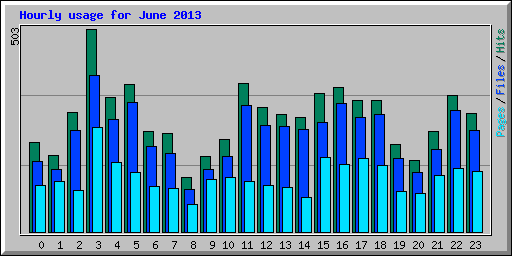 Hourly usage for June 2013
503
Pages/Files/Hits
0 1 2 3 4 5 6 7 8 9 10 11 12 13 14 15 16 17 18 19 20 21 22 23